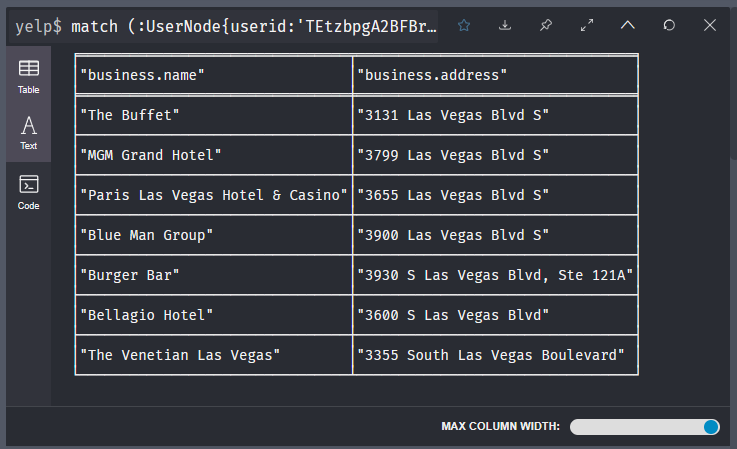 yelp$ match (:UserNode{userid:'TEtzbpgA2BFBr…
Table
Text
Code
"business.name" "business.address"
"The Buffet" "3131 Las Vegas Blvd S"
"MGM Grand Hotel" "3799 Las Vegas Blvd S"
"Paris Las Vegas Hotel & Casino" "3655 Las Vegas Blvd S"
"Blue Man Group" "3900 Las Vegas Blvd S"
"Burger Bar" "3930 S Las Vegas Blvd, Ste 121A"
"Bellagio Hotel" "3600 S Las Vegas Blvd"
"The Venetian Las Vegas" "3355 South Las Vegas Boulevard"
MAX COLUMN WIDTH: